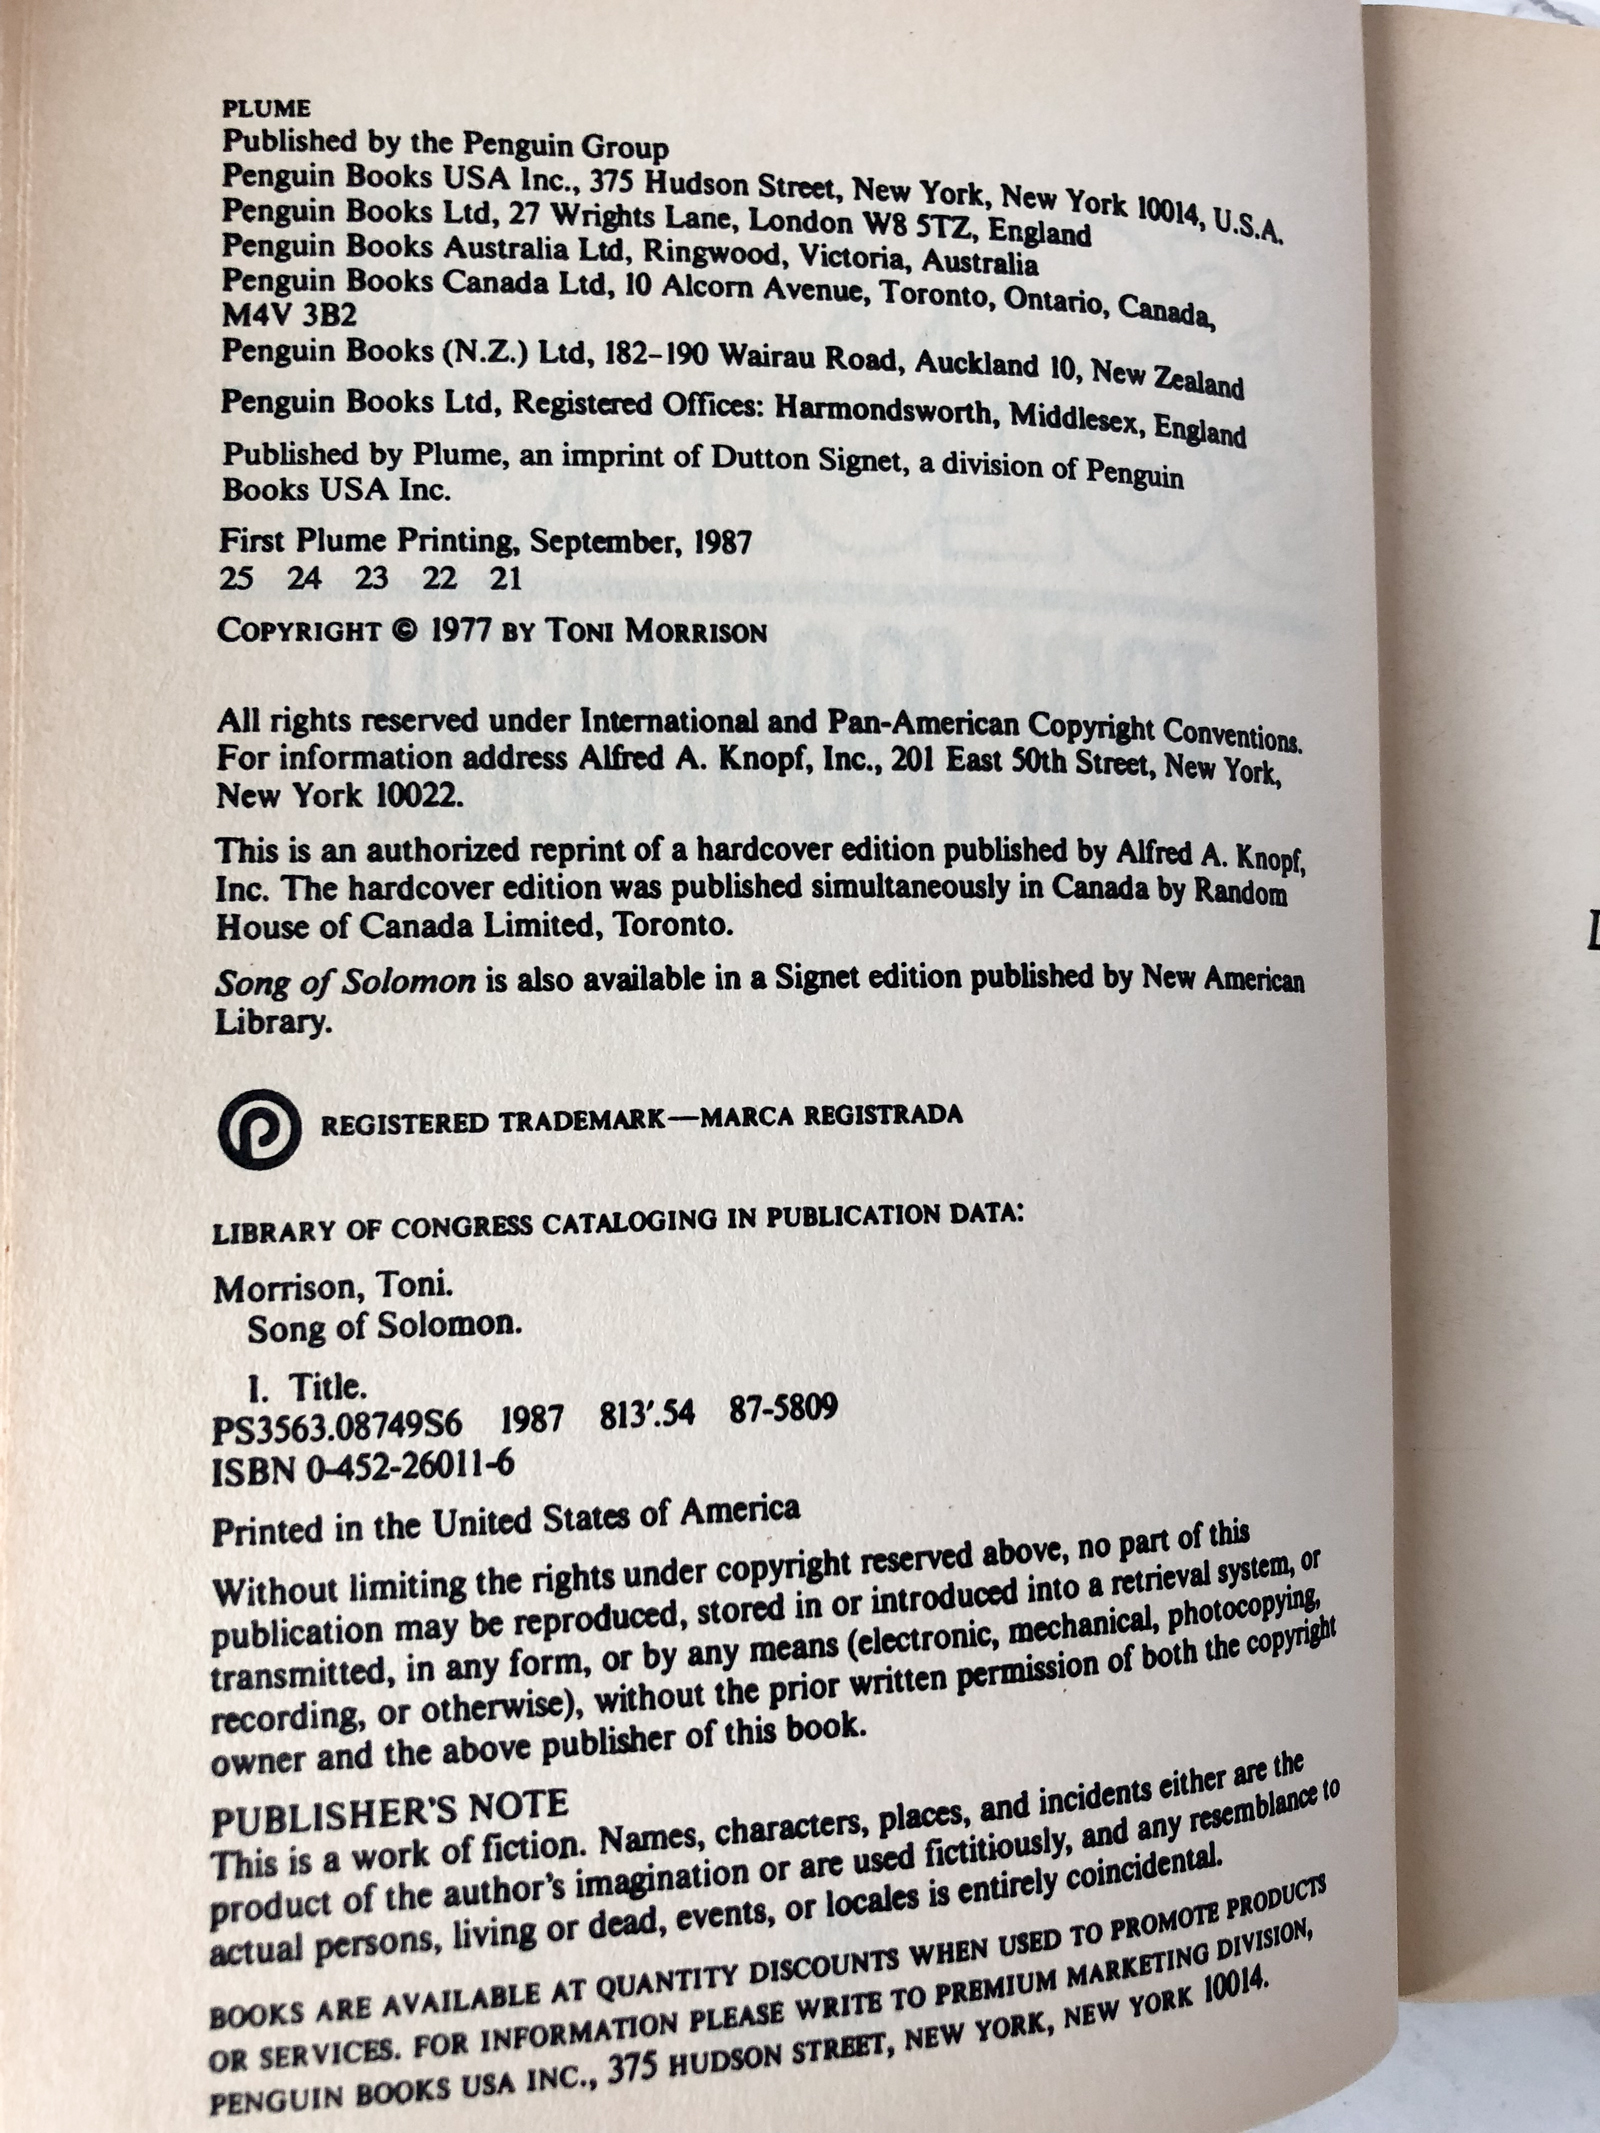 PLUME
Published by the Penguin Group
Penguin Books USA Inc., 375 Hudson Street, New York, New York 10014, U.S.A.
Penguin Books Ltd, 27 Wrights Lane, London W8 5TZ, England
Penguin Books Australia Ltd, Ringwood, Victoria, Australia
Penguin Books Canada Ltd, 10 Alcorn Avenue, Toronto, Ontario, Canada,
M4V 3B2
Penguin Books (N.Z.) Ltd, 182–190 Wairau Road, Auckland 10, New Zealand
Penguin Books Ltd, Registered Offices: Harmondsworth, Middlesex, England
Published by Plume, an imprint of Dutton Signet, a division of Penguin
Books USA Inc.
First Plume Printing, September, 1987
25 24 23 22 21
COPYRIGHT © 1977 BY TONI MORRISON
All rights reserved under International and Pan-American Copyright Conventions.
For information address Alfred A. Knopf, Inc., 201 East 50th Street, New York,
New York 10022.
This is an authorized reprint of a hardcover edition published by Alfred A. Knopf,
Inc. The hardcover edition was published simultaneously in Canada by Random
House of Canada Limited, Toronto.
Song of Solomon is also available in a Signet edition published by New American
Library.
REGISTERED TRADEMARK—MARCA REGISTRADA
LIBRARY OF CONGRESS CATALOGING IN PUBLICATION DATA:
Morrison, Toni.
Song of Solomon.
I. Title.
PS3563.08749S6 1987 813'.54 87-5809
ISBN 0-452-26011-6
Printed in the United States of America
Without limiting the rights under copyright reserved above, no part of this
publication may be reproduced, stored in or introduced into a retrieval system, or
transmitted, in any form, or by any means (electronic, mechanical, photocopying,
recording, or otherwise), without the prior written permission of both the copyright
owner and the above publisher of this book.
PUBLISHER'S NOTE
This is a work of fiction. Names, characters, places, and incidents either are the
product of the author's imagination or are used fictitiously, and any resemblance to
actual persons, living or dead, events, or locales is entirely coincidental.
BOOKS ARE AVAILABLE AT QUANTITY DISCOUNTS WHEN USED TO PROMOTE PRODUCTS
OR SERVICES. FOR INFORMATION PLEASE WRITE TO PREMIUM MARKETING DIVISION,
PENGUIN BOOKS USA INC., 375 HUDSON STREET, NEW YORK, NEW YORK 10014.